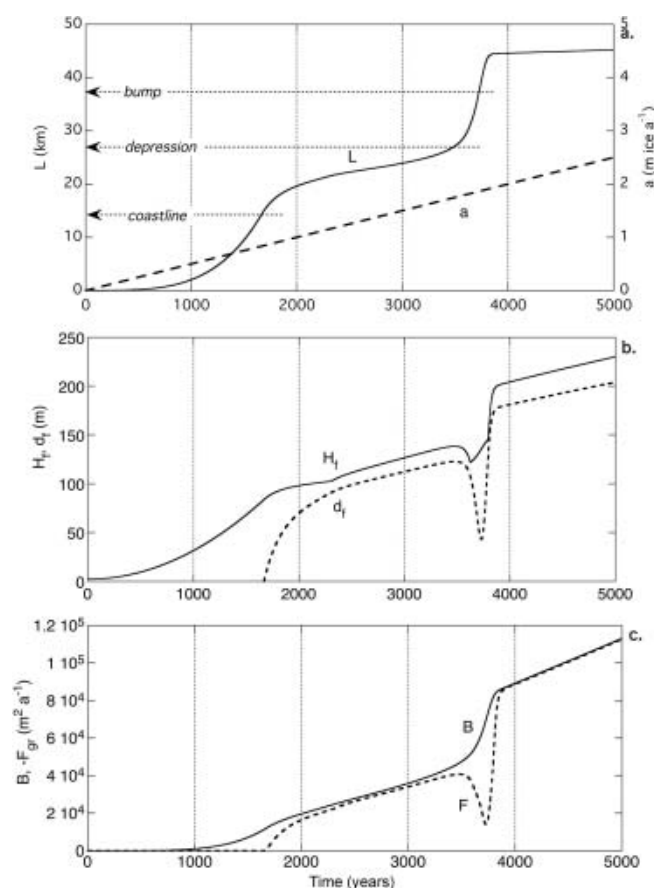 a.
50
40
30
20
10
0
L (km)
bump
depression
coastline
L
a
5
4
3
2
1
0
a (m ice a⁻¹)
0 1000 2000 3000 4000 5000
b.
250
200
150
100
50
0
H_f, d_f (m)
H_f
d_f
0 1000 2000 3000 4000 5000
c.
1.2 10⁵
1 10⁵
8 10⁴
6 10⁴
4 10⁴
2 10⁴
0
B, -F_gr (m² a⁻¹)
B
F
0 1000 2000 3000 4000 5000
Time (years)